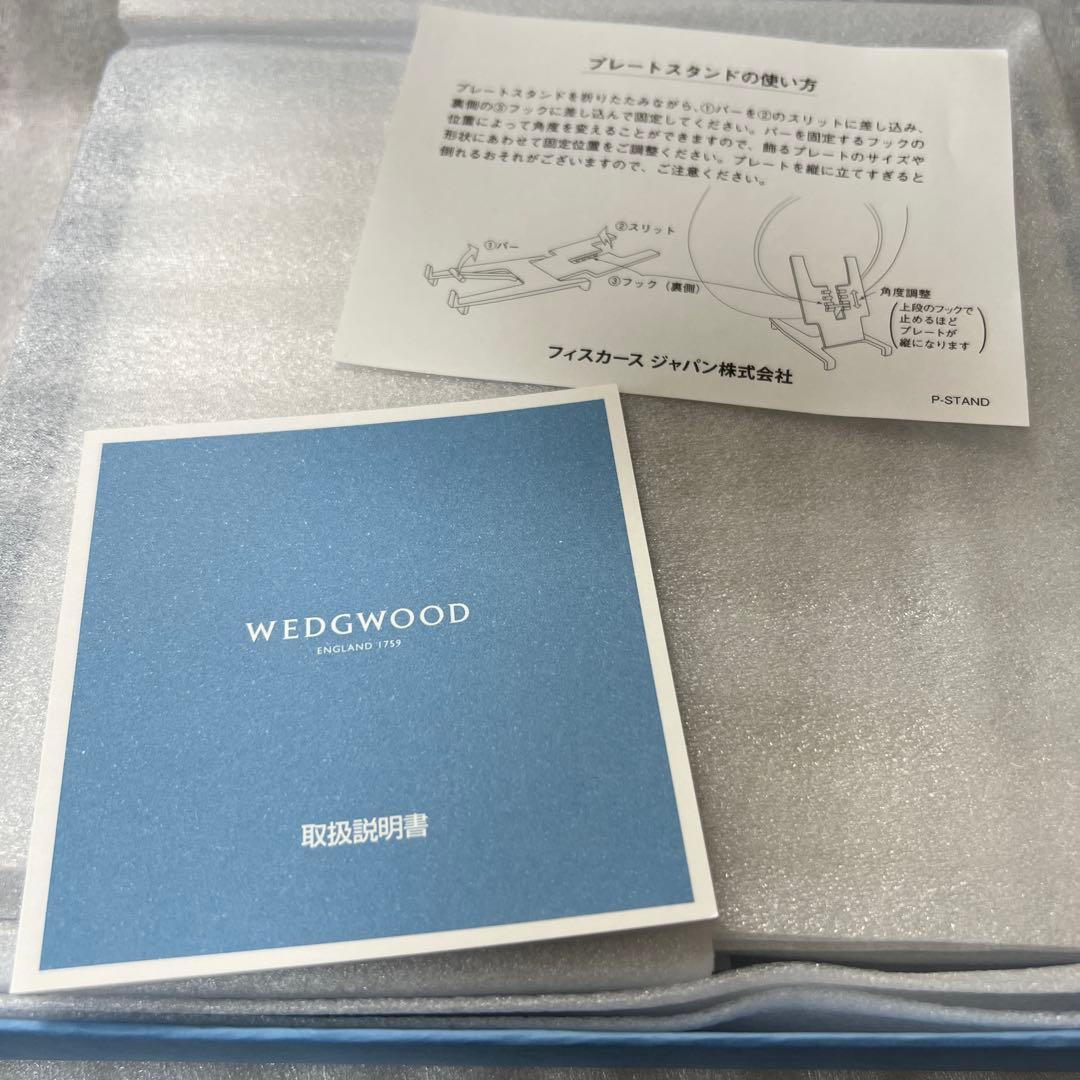 プレートスタンドの使い方
プレートスタンドを折りたたみながら、①バーを②のスリットに差し込み、
裏側の③フックに差し込んで固定してください。バーを固定するフックの
位置によって角度を変えることができますので、飾るプレートのサイズや
形状にあわせて固定位置をご調整ください。プレートを縦に立てすぎると
倒れるおそれがございますので、ご注意ください。
①バー
②スリット
③フック（裏側）
角度調整
（上段のフックで
止めるほど
プレートが
縦になります）
フィスカース ジャパン株式会社
P-STAND
WEDGWOOD
ENGLAND 1759
取扱説明書